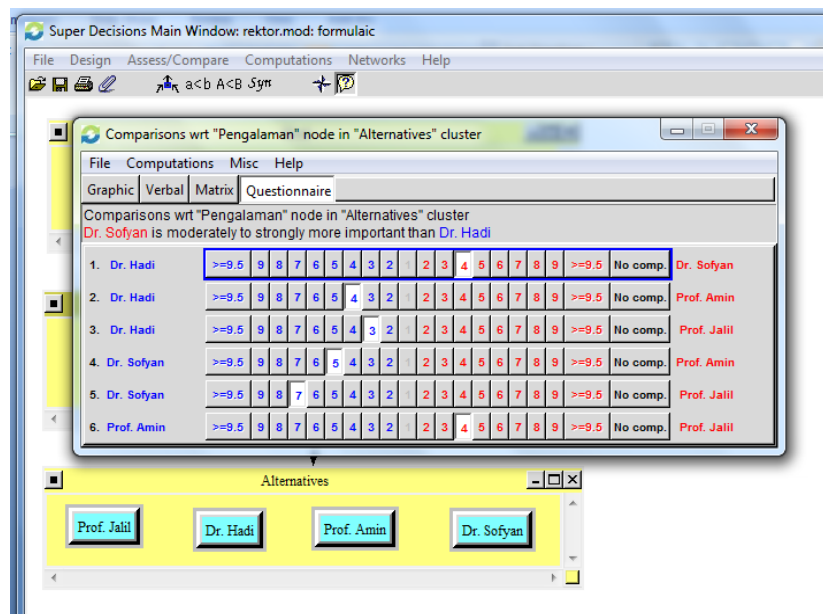 Super Decisions Main Window: rektor.mod: formulaic
File Design Assess/Compare Computations Networks Help
a<b A<B Syn
Comparisons wrt "Pengalaman" node in "Alternatives" cluster
File Computations Misc Help
Graphic Verbal Matrix Questionnaire
Comparisons wrt "Pengalaman" node in "Alternatives" cluster
Dr. Sofyan is moderately to strongly more important than Dr. Hadi
1. Dr. Hadi >=9.5 9 8 7 6 5 4 3 2 1 2 3 4 5 6 7 8 9 >=9.5 No comp. Dr. Sofyan
2. Dr. Hadi >=9.5 9 8 7 6 5 4 3 2 1 2 3 4 5 6 7 8 9 >=9.5 No comp. Prof. Amin
3. Dr. Hadi >=9.5 9 8 7 6 5 4 3 2 1 2 3 4 5 6 7 8 9 >=9.5 No comp. Prof. Jalil
4. Dr. Sofyan >=9.5 9 8 7 6 5 4 3 2 1 2 3 4 5 6 7 8 9 >=9.5 No comp. Prof. Amin
5. Dr. Sofyan >=9.5 9 8 7 6 5 4 3 2 1 2 3 4 5 6 7 8 9 >=9.5 No comp. Prof. Jalil
6. Prof. Amin >=9.5 9 8 7 6 5 4 3 2 1 2 3 4 5 6 7 8 9 >=9.5 No comp. Prof. Jalil
Alternatives
Prof. Jalil Dr. Hadi Prof. Amin Dr. Sofyan